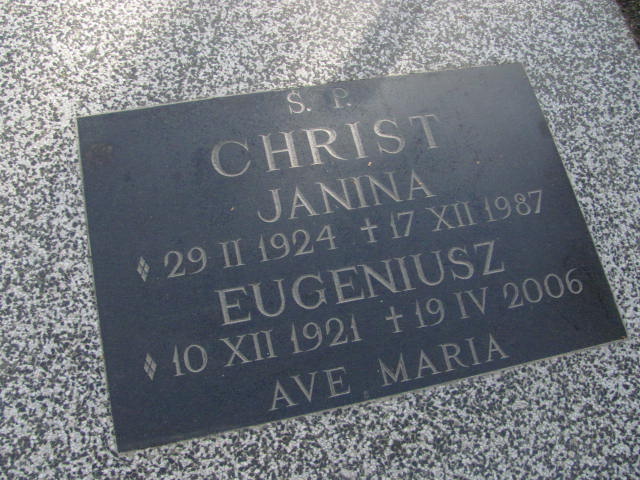 Ś. P.
CHRIST
JANINA
29 II 1924 ✝ 17 XII 1987
EUGENIUSZ
10 XII 1921 ✝ 19 IV 2006
AVE MARIA